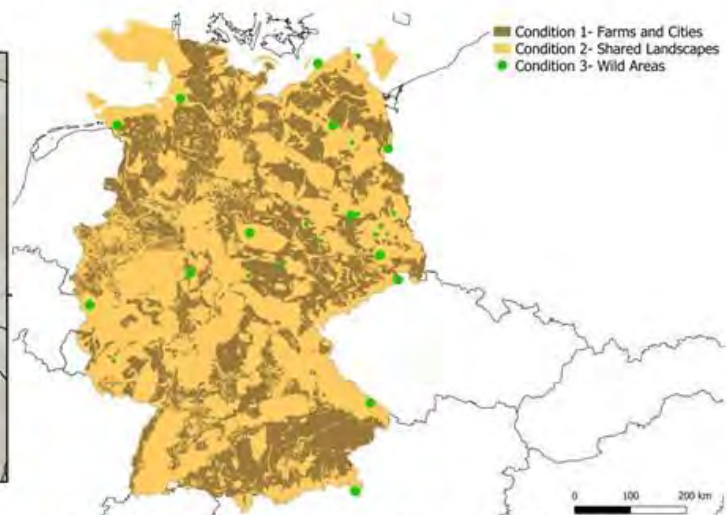 Condition 1- Farms and Cities
Condition 2- Shared Landscapes
Condition 3- Wild Areas
0 100 200 km